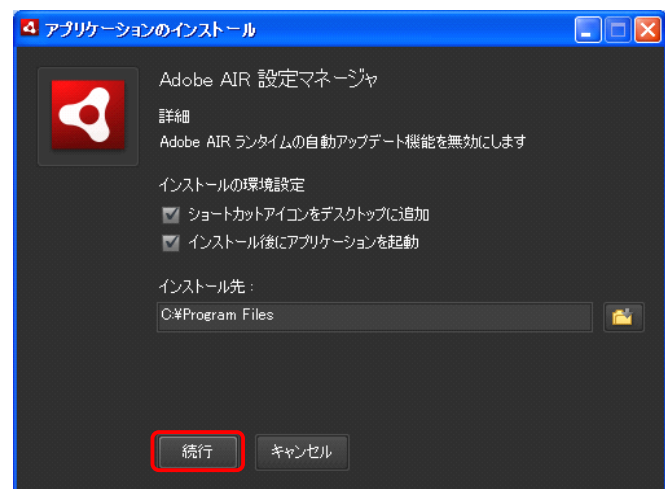 アプリケーションのインストール
Adobe AIR 設定マネージャ
詳細
Adobe AIR ランタイムの自動アップデート機能を無効にします
インストールの環境設定
ショートカットアイコンをデスクトップに追加
インストール後にアプリケーションを起動
インストール先 :
C:¥Program Files
続行
キャンセル